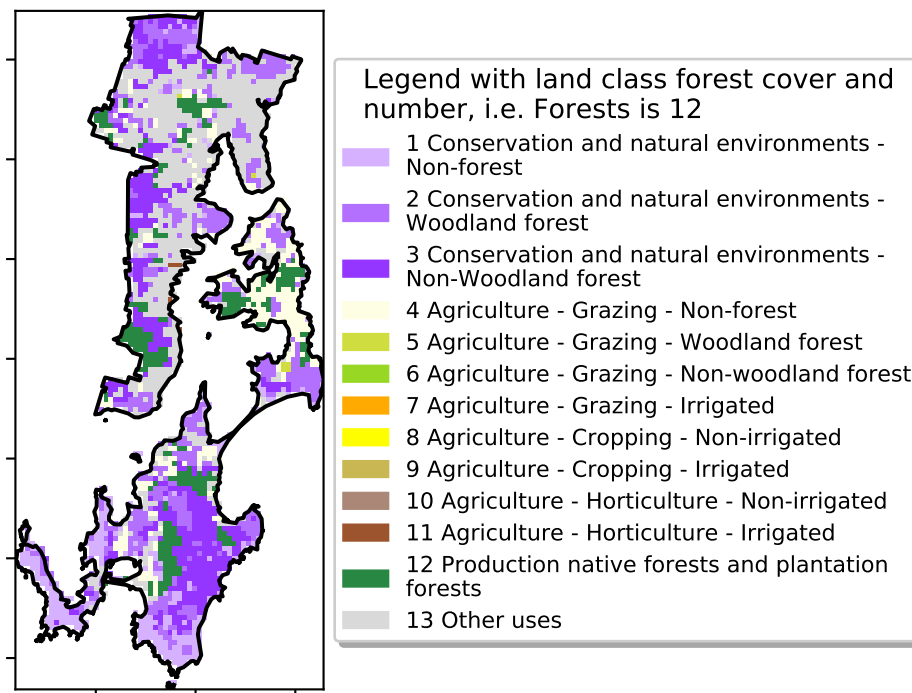 Legend with land class forest cover and
number, i.e. Forests is 12
1 Conservation and natural environments -
Non-forest
2 Conservation and natural environments -
Woodland forest
3 Conservation and natural environments -
Non-Woodland forest
4 Agriculture - Grazing - Non-forest
5 Agriculture - Grazing - Woodland forest
6 Agriculture - Grazing - Non-woodland forest
7 Agriculture - Grazing - Irrigated
8 Agriculture - Cropping - Non-irrigated
9 Agriculture - Cropping - Irrigated
10 Agriculture - Horticulture - Non-irrigated
11 Agriculture - Horticulture - Irrigated
12 Production native forests and plantation
forests
13 Other uses